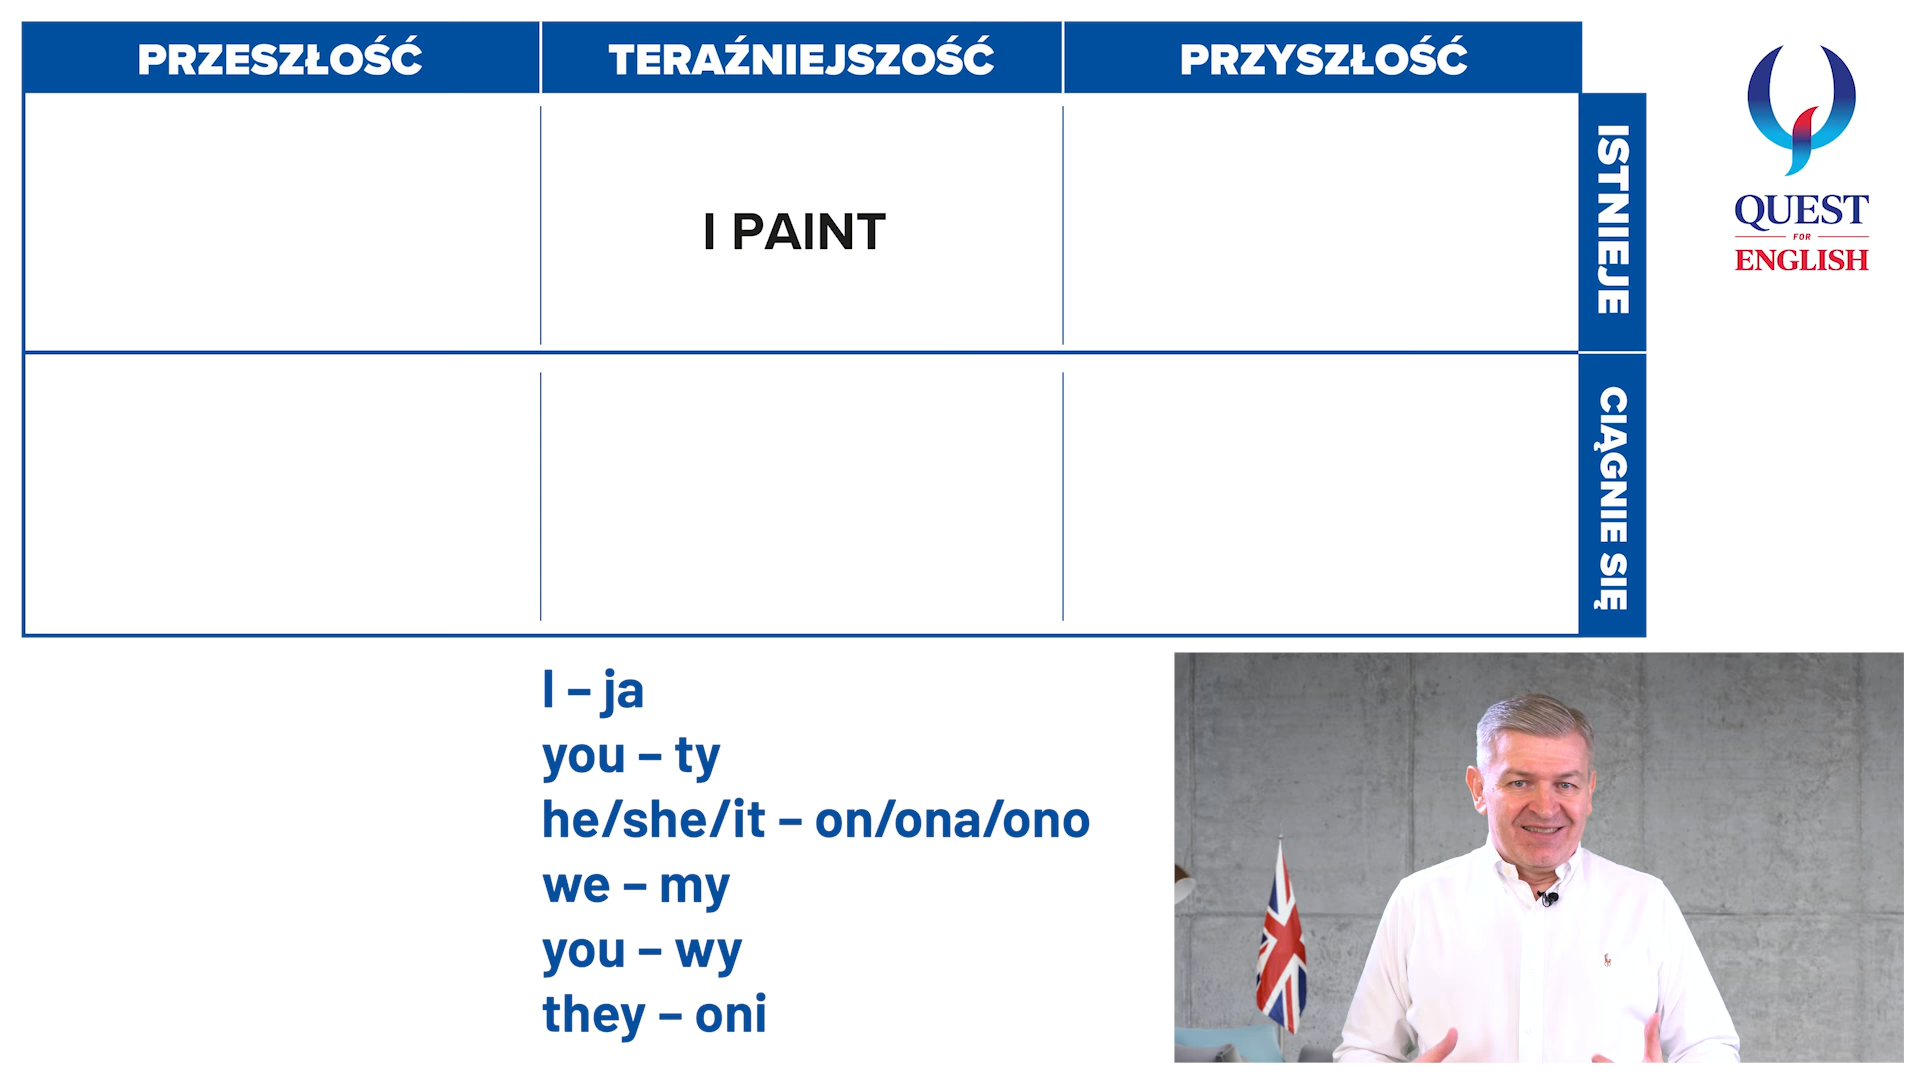 PRZESZŁOŚĆ
TERAŹNIEJSZOŚĆ
PRZYSZŁOŚĆ
I PAINT
ISTNIEJE
CIĄGNIE SIĘ
QUEST
FOR
ENGLISH
I – ja
you – ty
he/she/it – on/ona/ono
we – my
you – wy
they – oni